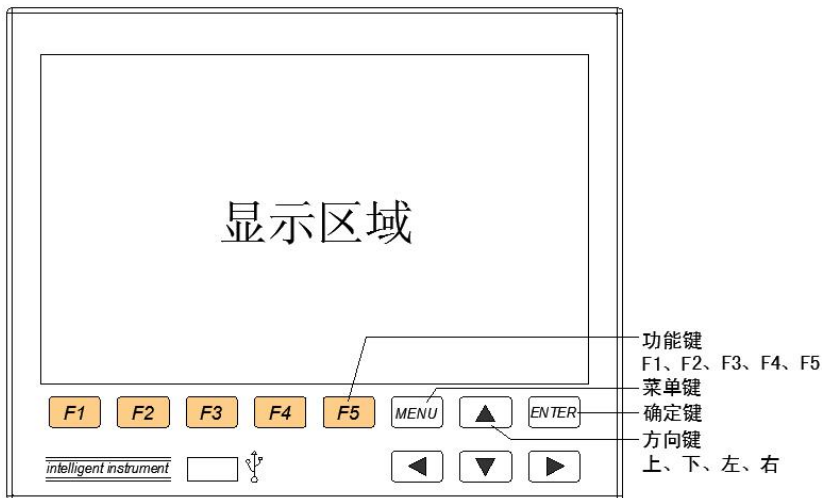 显示区域
功能键
F1、F2、F3、F4、F5
菜单键
F1 F2 F3 F4 F5 MENU ENTER
确定键
方向键
上、下、左、右
intelligent instrument